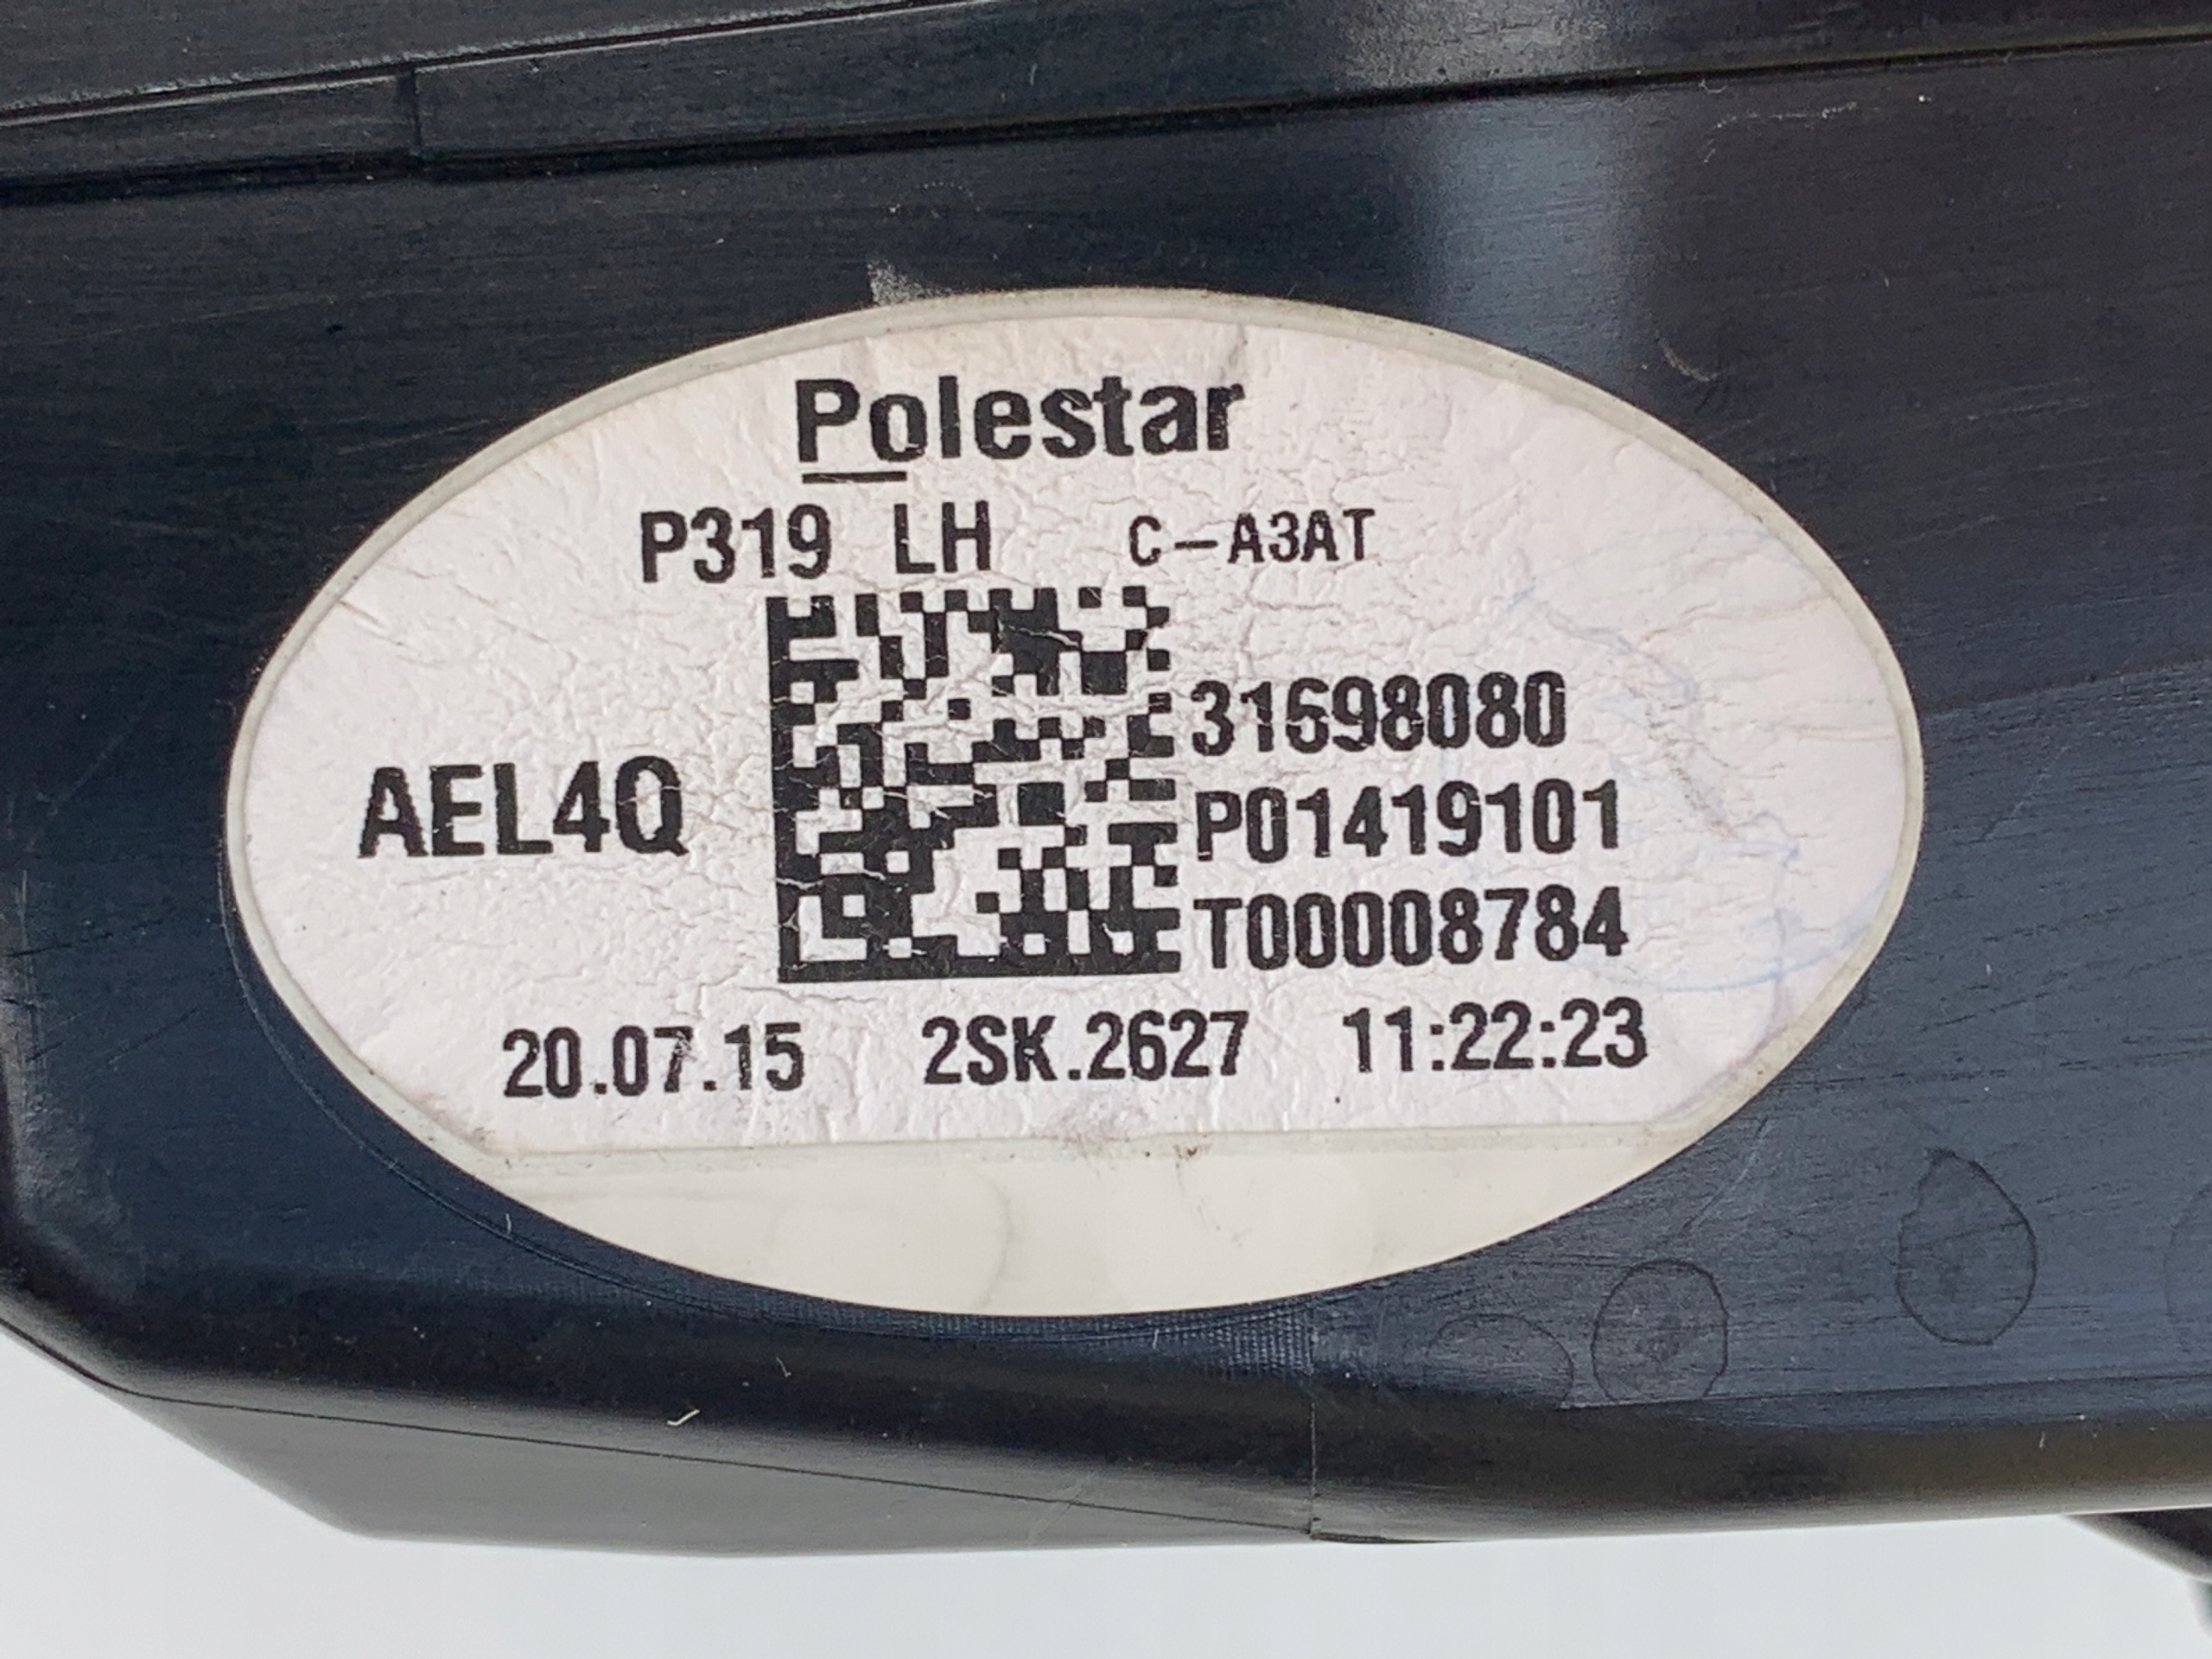 Polestar
P319 LH C-A3AT
31698080
AEL4Q P01419101
T00008784
20.07.15 2SK.2627 11:22:23